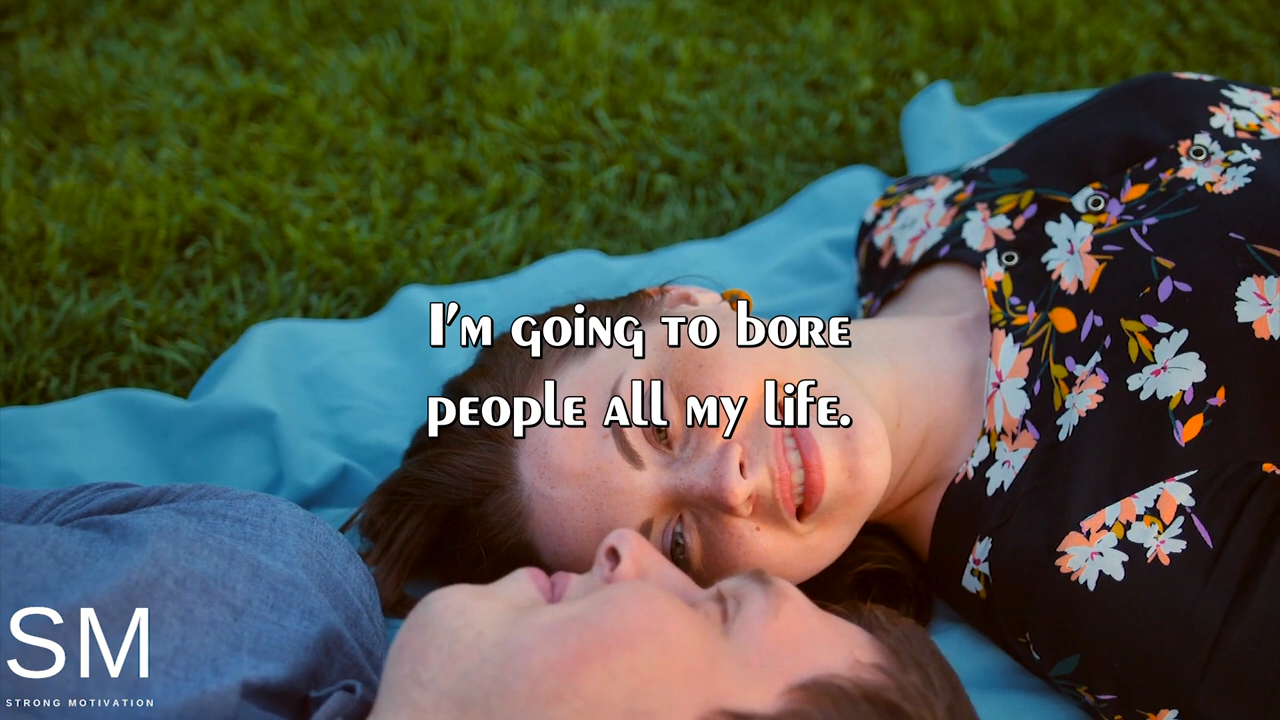 I'm going to bore
people all my life.
SM
STRONG MOTIVATION